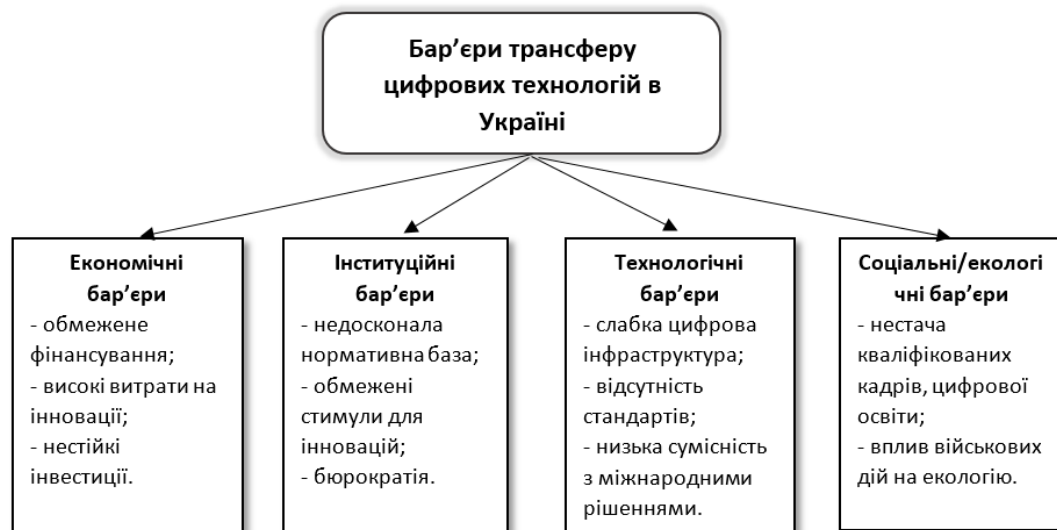 Бар’єри трансферу
цифрових технологій в
Україні
Економічні
бар’єри
- обмежене
фінансування;
- високі витрати на
інновації;
- нестійкі
інвестиції.
Інституційні
бар’єри
- недосконала
нормативна база;
- обмежені
стимули для
інновацій;
- бюрократія.
Технологічні
бар’єри
- слабка цифрова
інфраструктура;
- відсутність
стандартів;
- низька сумісність
з міжнародними
рішеннями.
Соціальні/екологі
чні бар’єри
- нестача
кваліфікованих
кадрів, цифрової
освіти;
- вплив військових
дій на екологію.